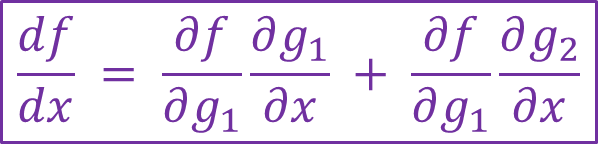 df/dx = ∂f/∂g₁ ∂g₁/∂x + ∂f/∂g₁ ∂g₂/∂x